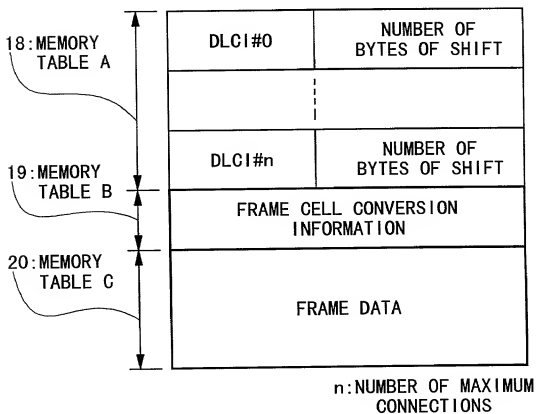 18:MEMORY
TABLE A
DLCI#0
NUMBER OF
BYTES OF SHIFT
DLCI#n
NUMBER OF
BYTES OF SHIFT
19:MEMORY
TABLE B
FRAME CELL CONVERSION
INFORMATION
20:MEMORY
TABLE C
FRAME DATA
n:NUMBER OF MAXIMUM
CONNECTIONS